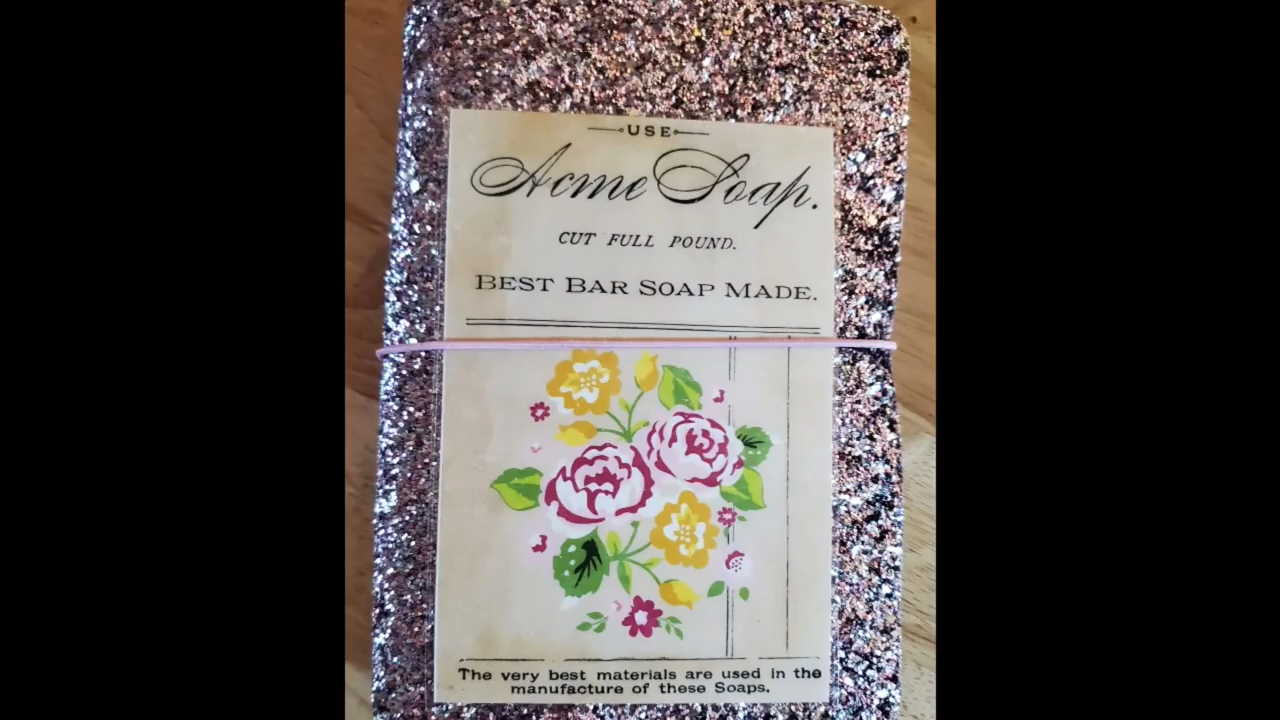 USE
Acme Soap.
CUT FULL POUND.
BEST BAR SOAP MADE.
The very best materials are used in the
manufacture of these Soaps.